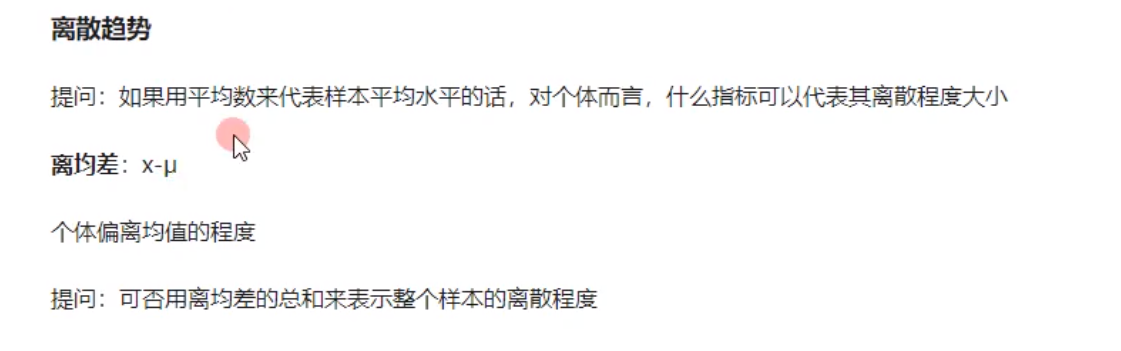 离散趋势
提问：如果用平均数来代表样本平均水平的话，对个体而言，什么指标可以代表其离散程度大小
离均差：x-μ
个体偏离均值的程度
提问：可否用离均差的总和来表示整个样本的离散程度